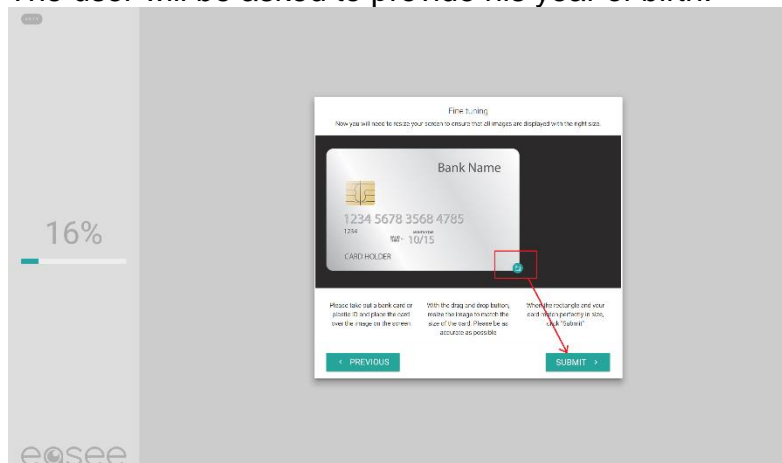 The user will be asked to provide his year of birth.
16%
Fine tuning
Now you will need to resize your screen to ensure that all images are displayed with the right size.
Bank Name
1234 5678 3568 4785
1234
10/15
CARD HOLDER
Please take out a bank card or
plastic ID and place the card
over the image on the screen
With the drag and drop button,
resize the image to match the
size of the card. Please be as
accurate as possible
When the rectangle and your
card match perfectly in size,
click "Submit"
PREVIOUS
SUBMIT
easee